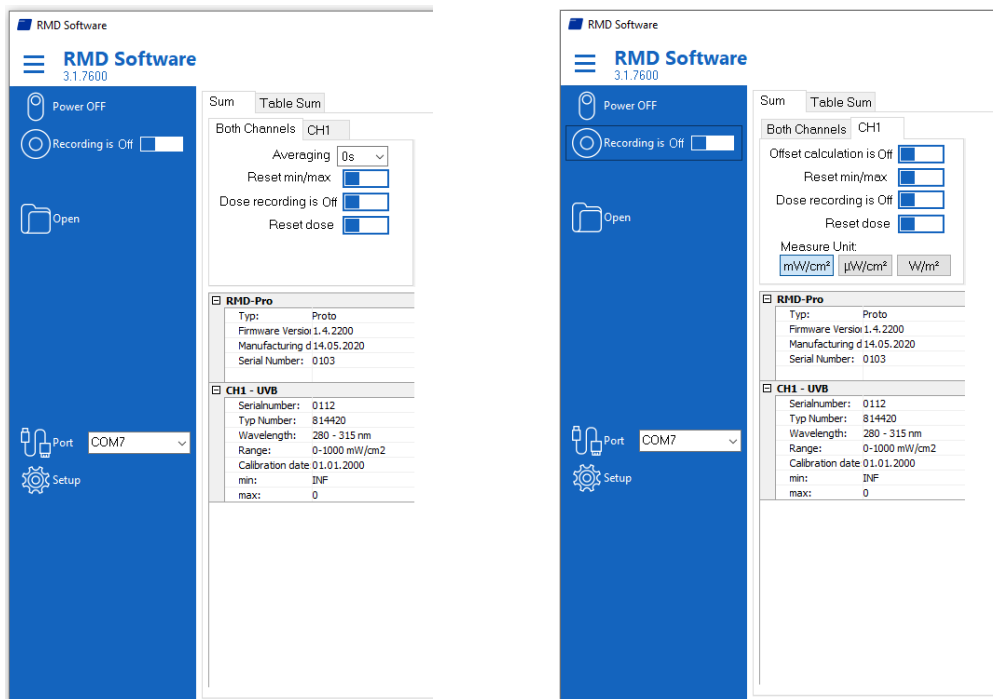 RMD Software
RMD Software
3.1.7600
Power OFF
Recording is Off
Open
Port COM7
Setup
Sum Table Sum
Both Channels CH1
Averaging 0s
Reset min/max
Dose recording is Off
Reset dose
RMD-Pro
Typ: Proto
Firmware Versio 1.4.2200
Manufacturing d 14.05.2020
Serial Number: 0103
CH1 - UVB
Serialnumber: 0112
Typ Number: 814420
Wavelength: 280 - 315 nm
Range: 0-1000 mW/cm2
Calibration date 01.01.2000
min: INF
max: 0
RMD Software
RMD Software
3.1.7600
Power OFF
Recording is Off
Open
Port COM7
Setup
Sum Table Sum
Both Channels CH1
Offset calculation is Off
Reset min/max
Dose recording is Off
Reset dose
Measure Unit:
mW/cm² µW/cm² W/m²
RMD-Pro
Typ: Proto
Firmware Versio 1.4.2200
Manufacturing d 14.05.2020
Serial Number: 0103
CH1 - UVB
Serialnumber: 0112
Typ Number: 814420
Wavelength: 280 - 315 nm
Range: 0-1000 mW/cm2
Calibration date 01.01.2000
min: INF
max: 0